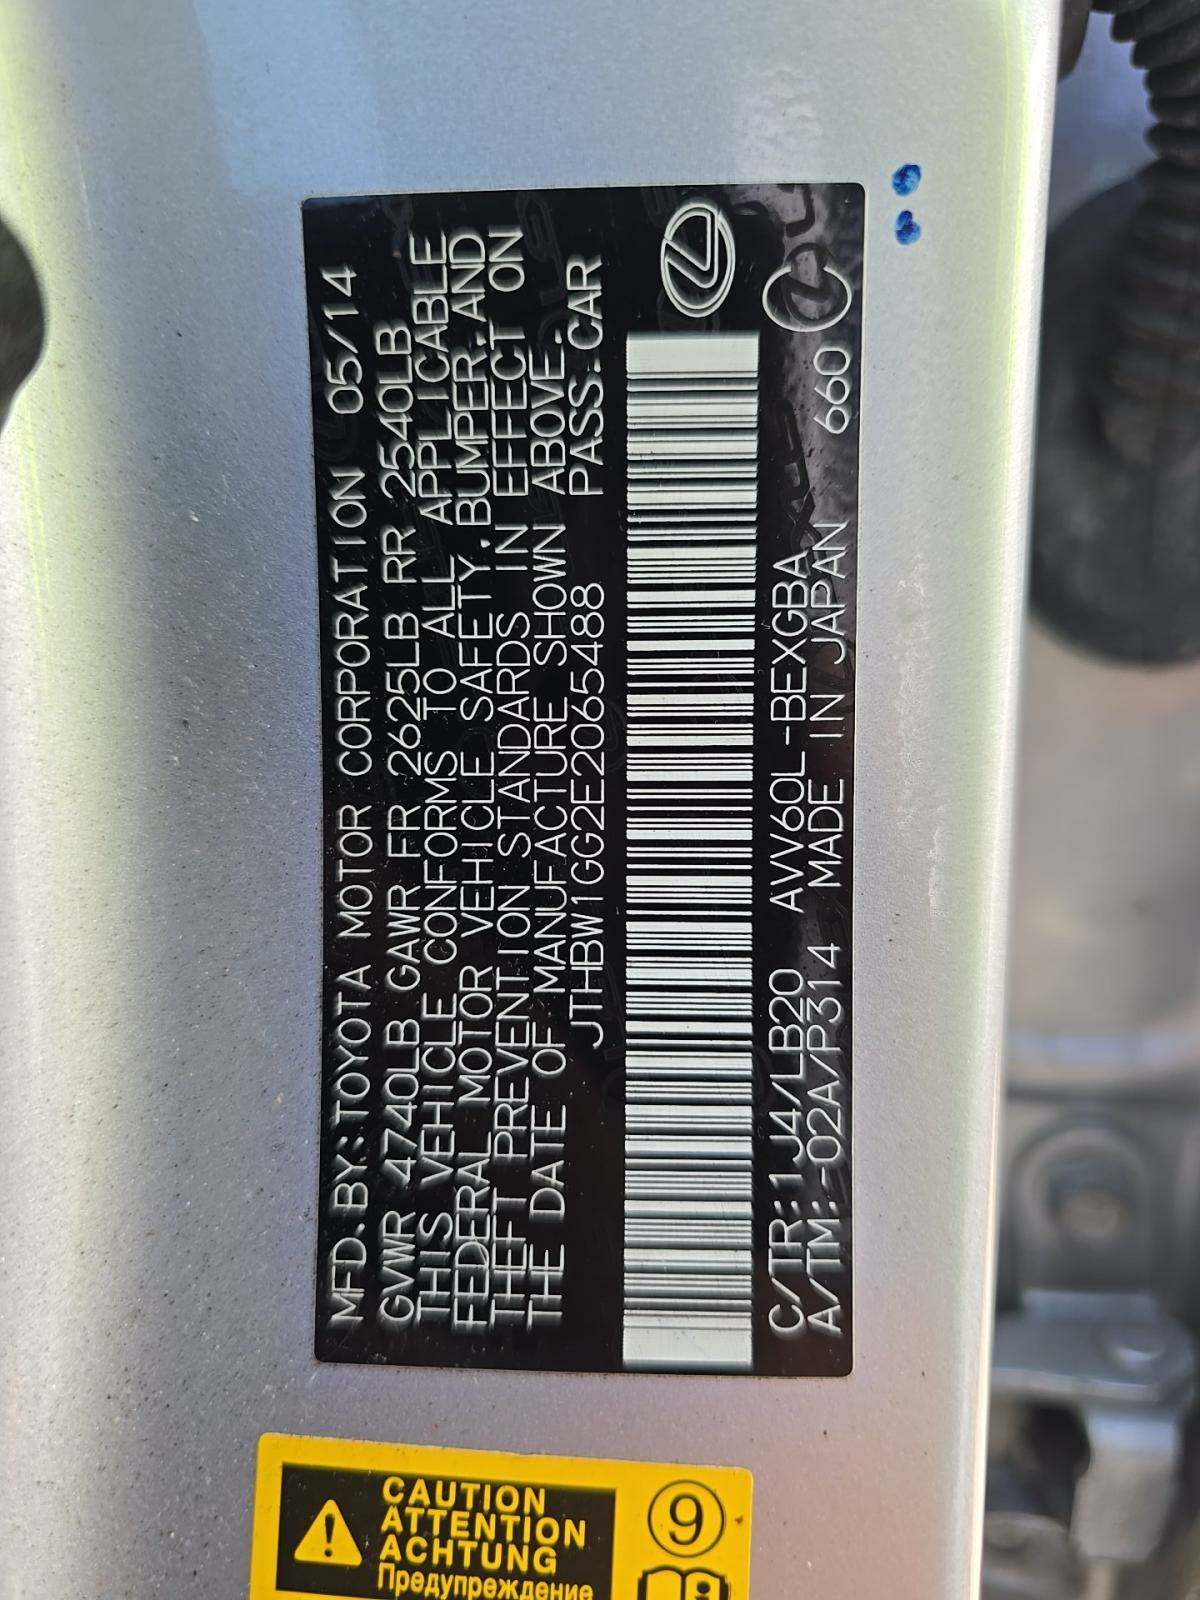 MFD.BY:TOYOTA MOTOR CORPORATION 05/14
GVWR 4740LB GAWR FR 2625LB RR 2540LB
THIS VEHICLE CONFORMS TO ALL APPLICABLE
FEDERAL MOTOR VEHICLE SAFETY,BUMPER,AND
THEFT PREVENTION STANDARDS IN EFFECT ON
THE DATE OF MANUFACTURE SHOWN ABOVE.
JTHBW1GG2E2065488 PASS.CAR
C/TR:1J4/LB20 AVV60L-BEXGBA
A/TM:-02A/P314 MADE IN JAPAN 660
CAUTION
ATTENTION
ACHTUNG
Предупреждение
9